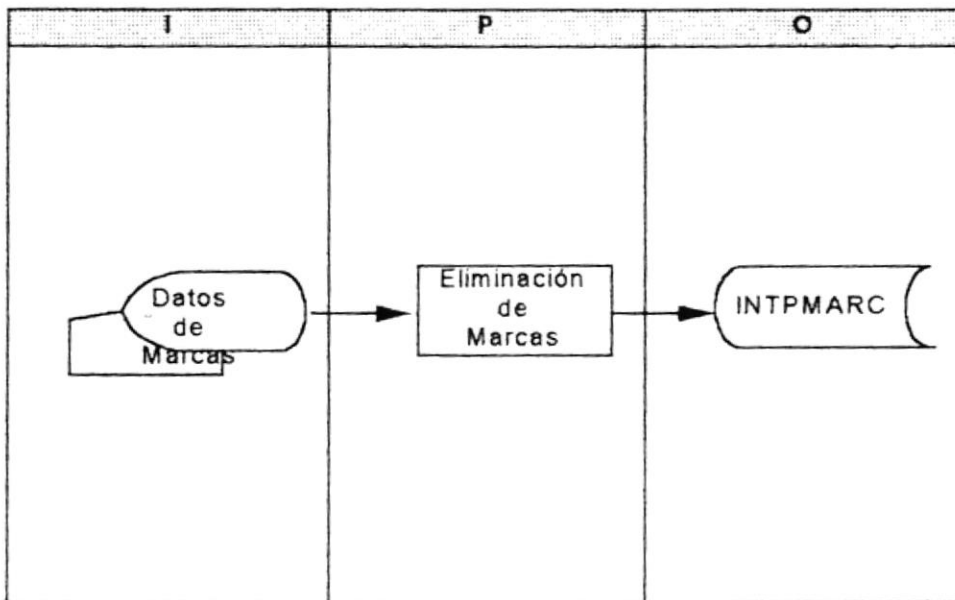 I P O
Datos
de
Marcas
Eliminación
de
Marcas
INTPMARC